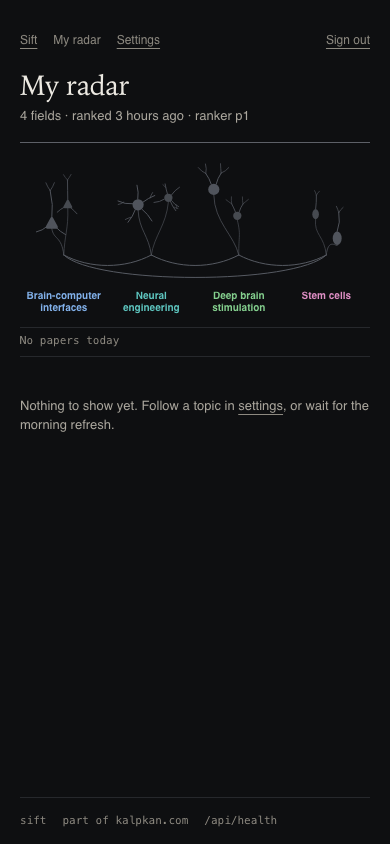 Sift My radar Settings Sign out
My radar
4 fields · ranked 3 hours ago · ranker p1
Brain-computer interfaces
Neural engineering
Deep brain stimulation
Stem cells
No papers today
Nothing to show yet. Follow a topic in settings, or wait for the
morning refresh.
sift part of kalpkan.com /api/health